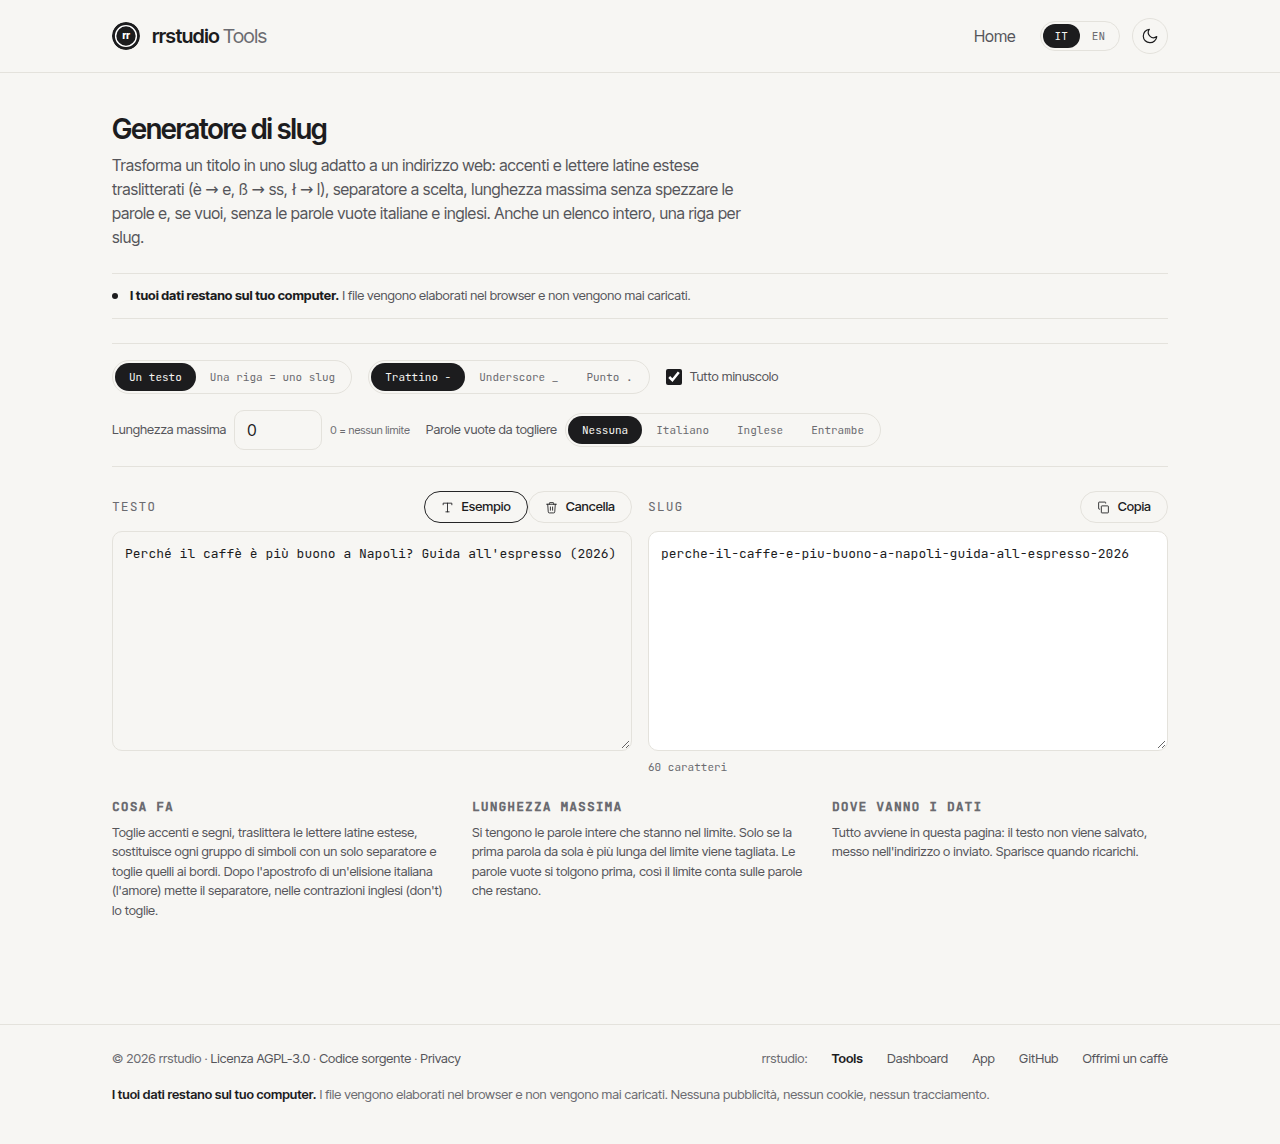 rr rrstudio Tools
Home IT EN
Generatore di slug
Trasforma un titolo in uno slug adatto a un indirizzo web: accenti e lettere latine estese
traslitterati (è → e, ß → ss, ł → l), separatore a scelta, lunghezza massima senza spezzare le
parole e, se vuoi, senza le parole vuote italiane e inglesi. Anche un elenco intero, una riga per
slug.
I tuoi dati restano sul tuo computer. I file vengono elaborati nel browser e non vengono mai caricati.
Un testo Una riga = uno slug Trattino - Underscore _ Punto . Tutto minuscolo
Lunghezza massima 0 0 = nessun limite Parole vuote da togliere Nessuna Italiano Inglese Entrambe
TESTO Esempio Cancella
Perché il caffè è più buono a Napoli? Guida all'espresso (2026)
SLUG Copia
perche-il-caffe-e-piu-buono-a-napoli-guida-all-espresso-2026
60 caratteri
COSA FA
Toglie accenti e segni, traslittera le lettere latine estese,
sostituisce ogni gruppo di simboli con un solo separatore e
toglie quelli ai bordi. Dopo l'apostrofo di un'elisione italiana
(l'amore) mette il separatore, nelle contrazioni inglesi (don't)
lo toglie.
LUNGHEZZA MASSIMA
Si tengono le parole intere che stanno nel limite. Solo se la
prima parola da sola è più lunga del limite viene tagliata. Le
parole vuote si tolgono prima, così il limite conta sulle parole
che restano.
DOVE VANNO I DATI
Tutto avviene in questa pagina: il testo non viene salvato,
messo nell'indirizzo o inviato. Sparisce quando ricarichi.
© 2026 rrstudio · Licenza AGPL-3.0 · Codice sorgente · Privacy
rrstudio: Tools Dashboard App GitHub Offrimi un caffè
I tuoi dati restano sul tuo computer. I file vengono elaborati nel browser e non vengono mai caricati. Nessuna pubblicità, nessun cookie, nessun tracciamento.